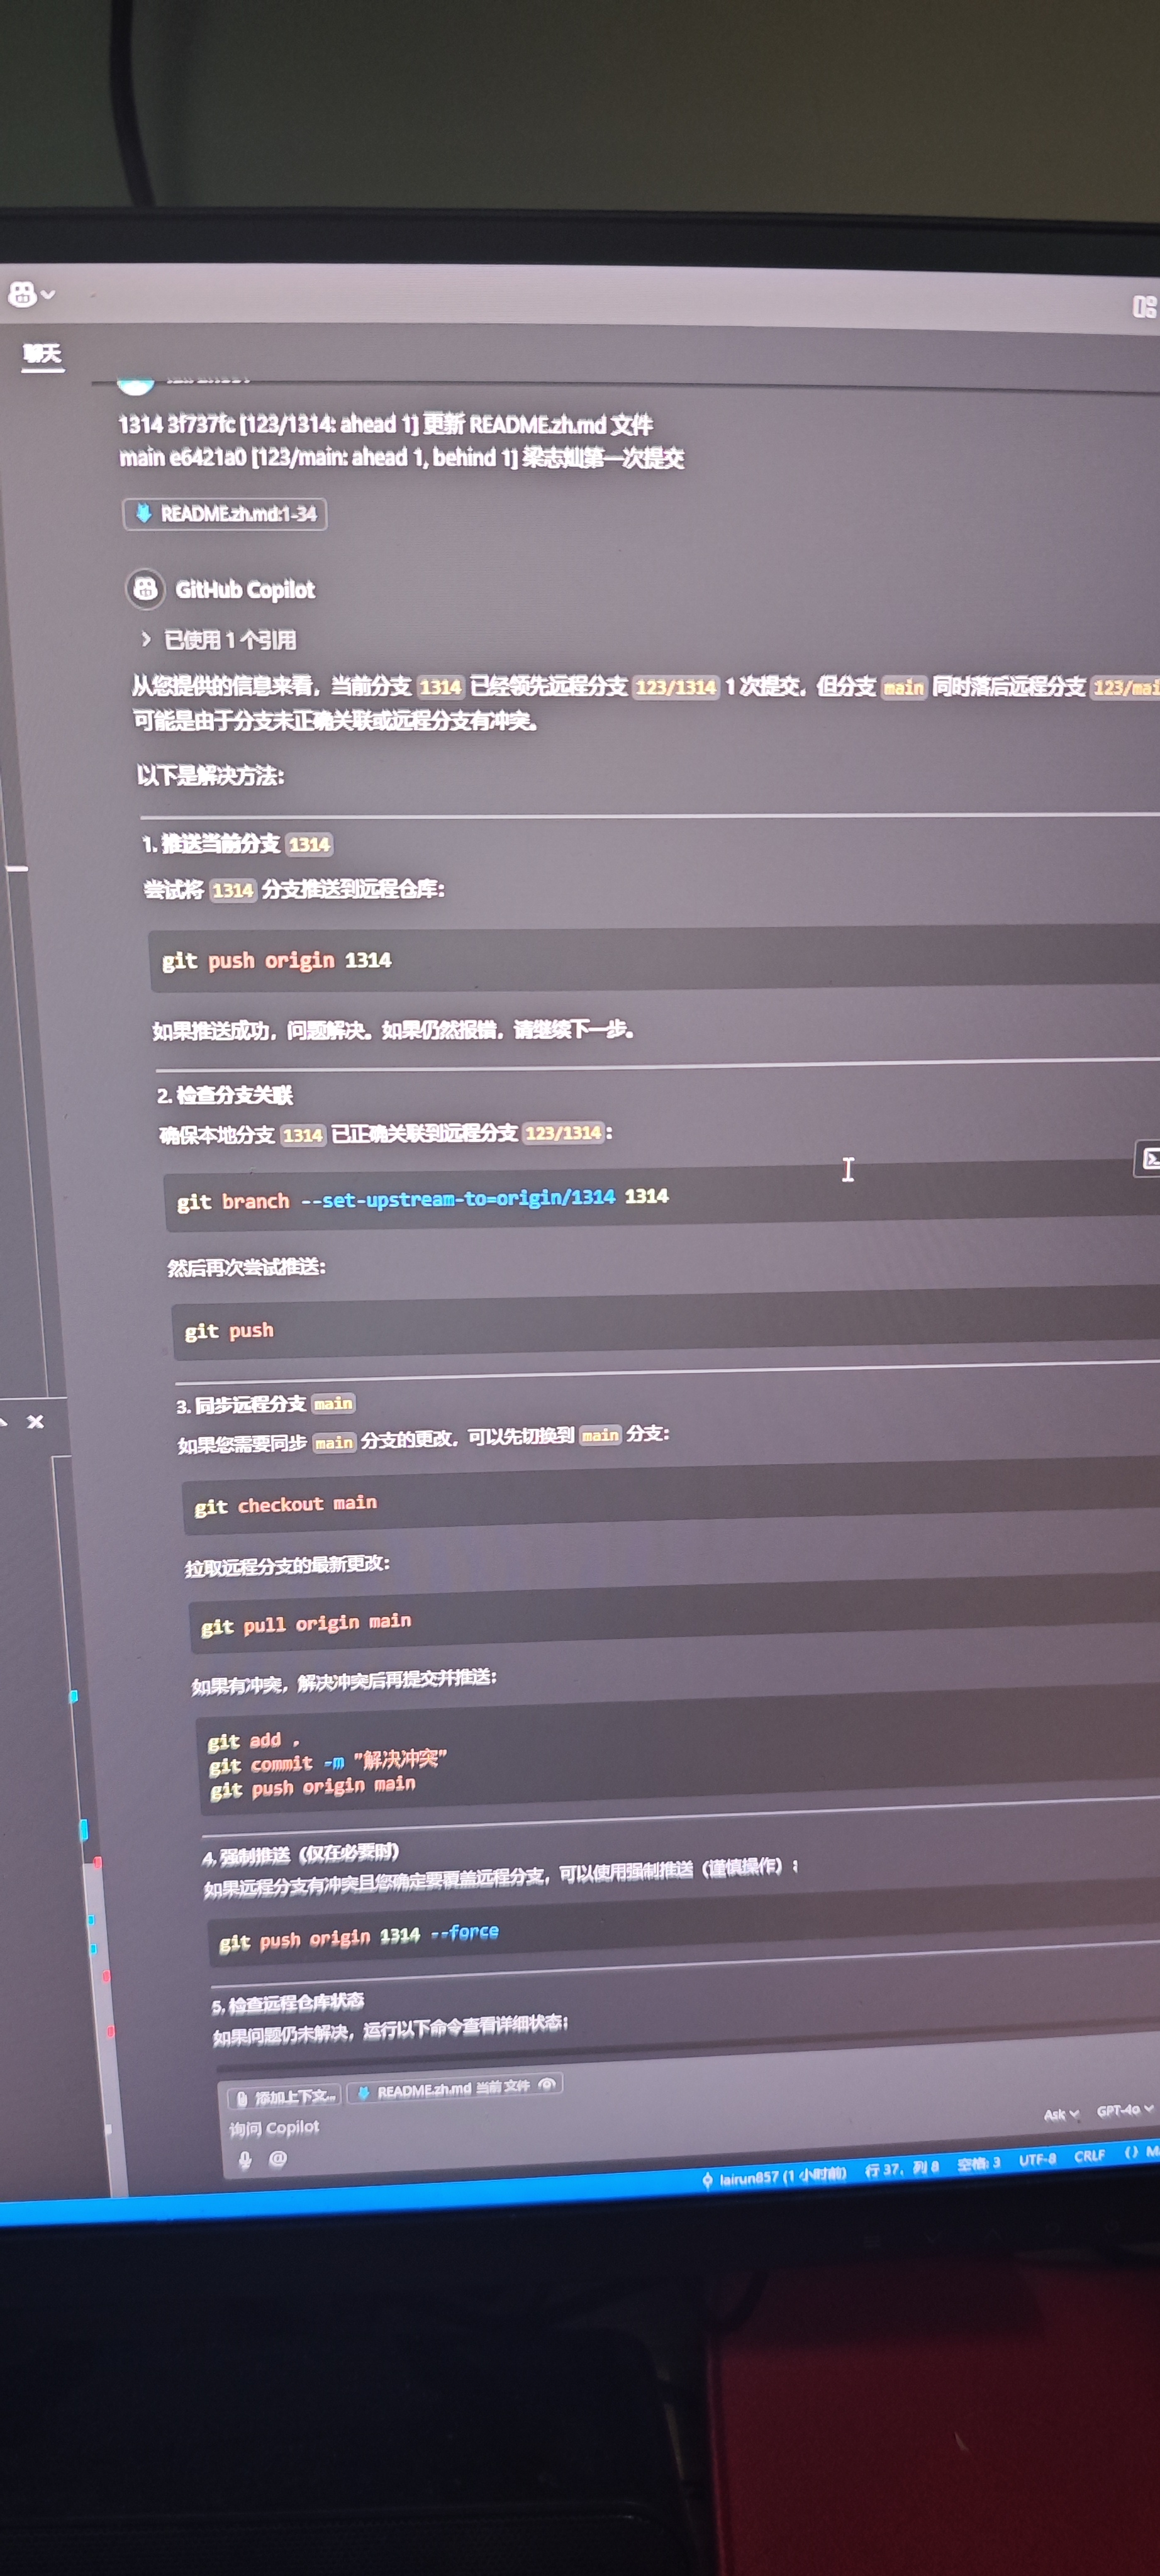 聊天
1314 3f737fc [123/1314: ahead 1] 更新 README.zh.md 文件
main e6421a0 [123/main: ahead 1, behind 1] 梁志灿第一次提交
README.zh.md:1-34
GitHub Copilot
已使用 1 个引用
从您提供的信息来看，当前分支 1314 已经领先远程分支 123/1314 1 次提交，但分支 main 同时落后远程分支 123/mai
可能是由于分支未正确关联或远程分支有冲突。
以下是解决方法：
1. 推送当前分支 1314
尝试将 1314 分支推送到远程仓库：
git push origin 1314
如果推送成功，问题解决。如果仍然报错，请继续下一步。
2. 检查分支关联
确保本地分支 1314 已正确关联到远程分支 123/1314：
git branch --set-upstream-to=origin/1314 1314
然后再次尝试推送：
git push
3. 同步远程分支 main
如果您需要同步 main 分支的更改，可以先切换到 main 分支：
git checkout main
拉取远程分支的最新更改：
git pull origin main
如果有冲突，解决冲突后再提交并推送：
git add .
git commit -m "解决冲突"
git push origin main
4. 强制推送（仅在必要时）
如果远程分支有冲突且您确定要覆盖远程分支，可以使用强制推送（谨慎操作）：
git push origin 1314 --force
5. 检查远程仓库状态
如果问题仍未解决，运行以下命令查看详细状态：
添加上下文... README.zh.md 当前文件
询问 Copilot
Ask GPT-4o
@
lairun857 (1 小时前) 行 37，列 8 空格: 3 UTF-8 CRLF {} M